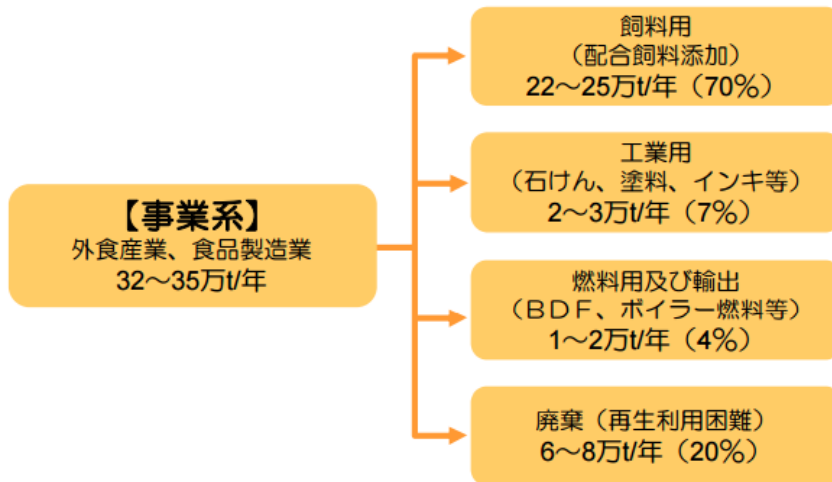 【事業系】
外食産業、食品製造業
32～35万t/年
飼料用
（配合飼料添加）
22～25万t/年（70%）
工業用
（石けん、塗料、インキ等）
2～3万t/年（7%）
燃料用及び輸出
（ＢＤＦ、ボイラー燃料等）
1～2万t/年（4%）
廃棄（再生利用困難）
6～8万t/年（20%）